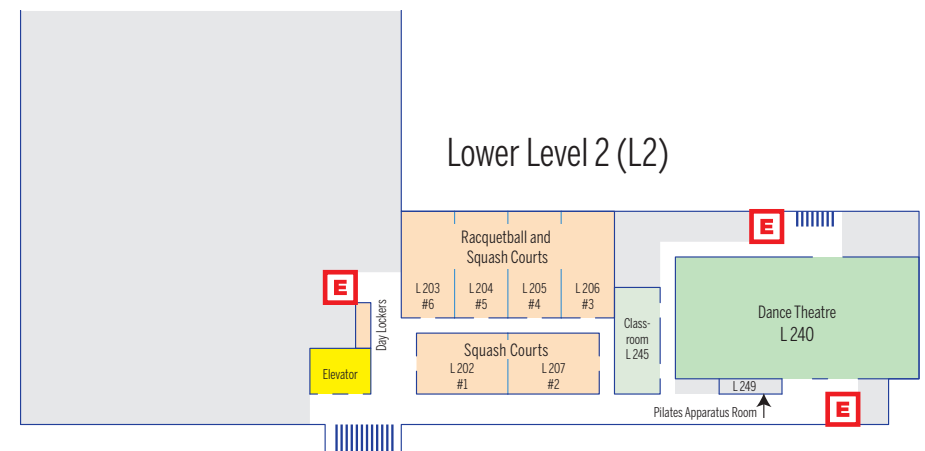 Lower Level 2 (L2)
E
Racquetball and
Squash Courts
E
L 203
#6
L 204
#5
L 205
#4
L 206
#3
Day Lockers
Class-
room
L 245
Dance Theatre
L 240
Squash Courts
L 202
#1
L 207
#2
Elevator
L 249
Pilates Apparatus Room
E